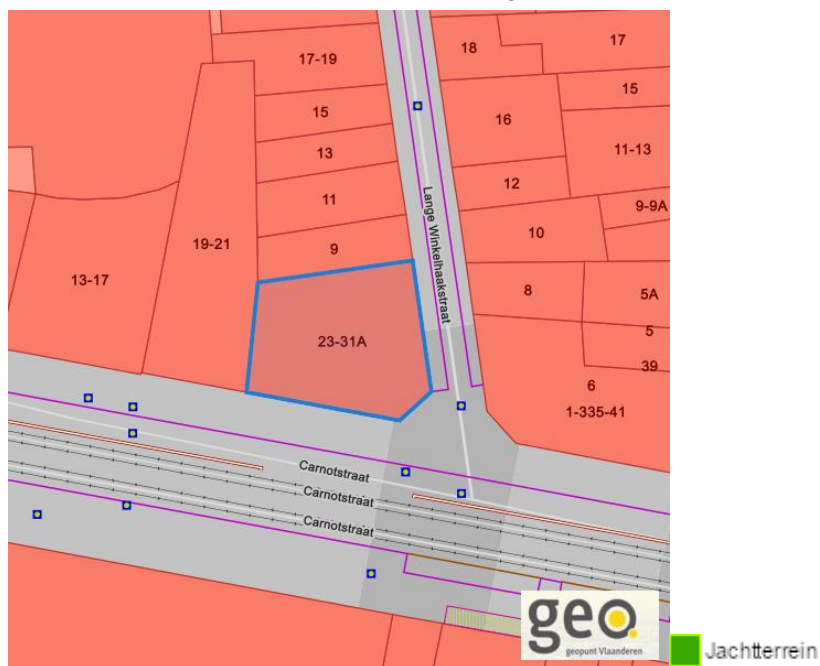 17-19
18
17
15
15
16
11-13
13
12
11
9-9A
19-21
9
10
13-17
Lange Winkelhaakstraat
8
5A
23-31A
5
39
6
1-335-41
Carnotstraat
Carnotstraat
Carnotstraat
geo
geopunt Vlaanderen
Jachtterrein